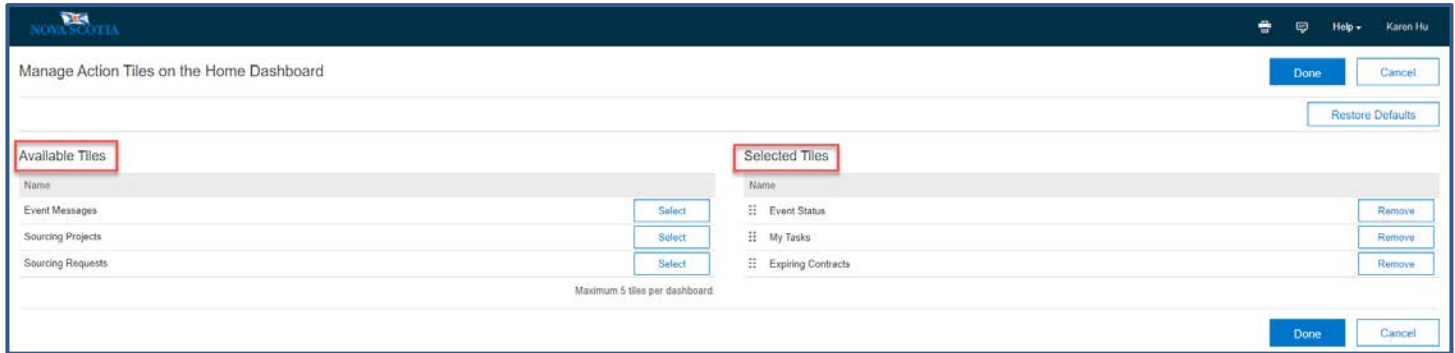 NOVA SCOTIA
Help
Karen Hu
Manage Action Tiles on the Home Dashboard
Done
Cancel
Restore Defaults
Available Tiles
Name
Event Messages
Select
Sourcing Projects
Select
Sourcing Requests
Select
Maximum 5 tiles per dashboard.
Selected Tiles
Name
Event Status
Remove
My Tasks
Remove
Expiring Contracts
Remove
Done
Cancel